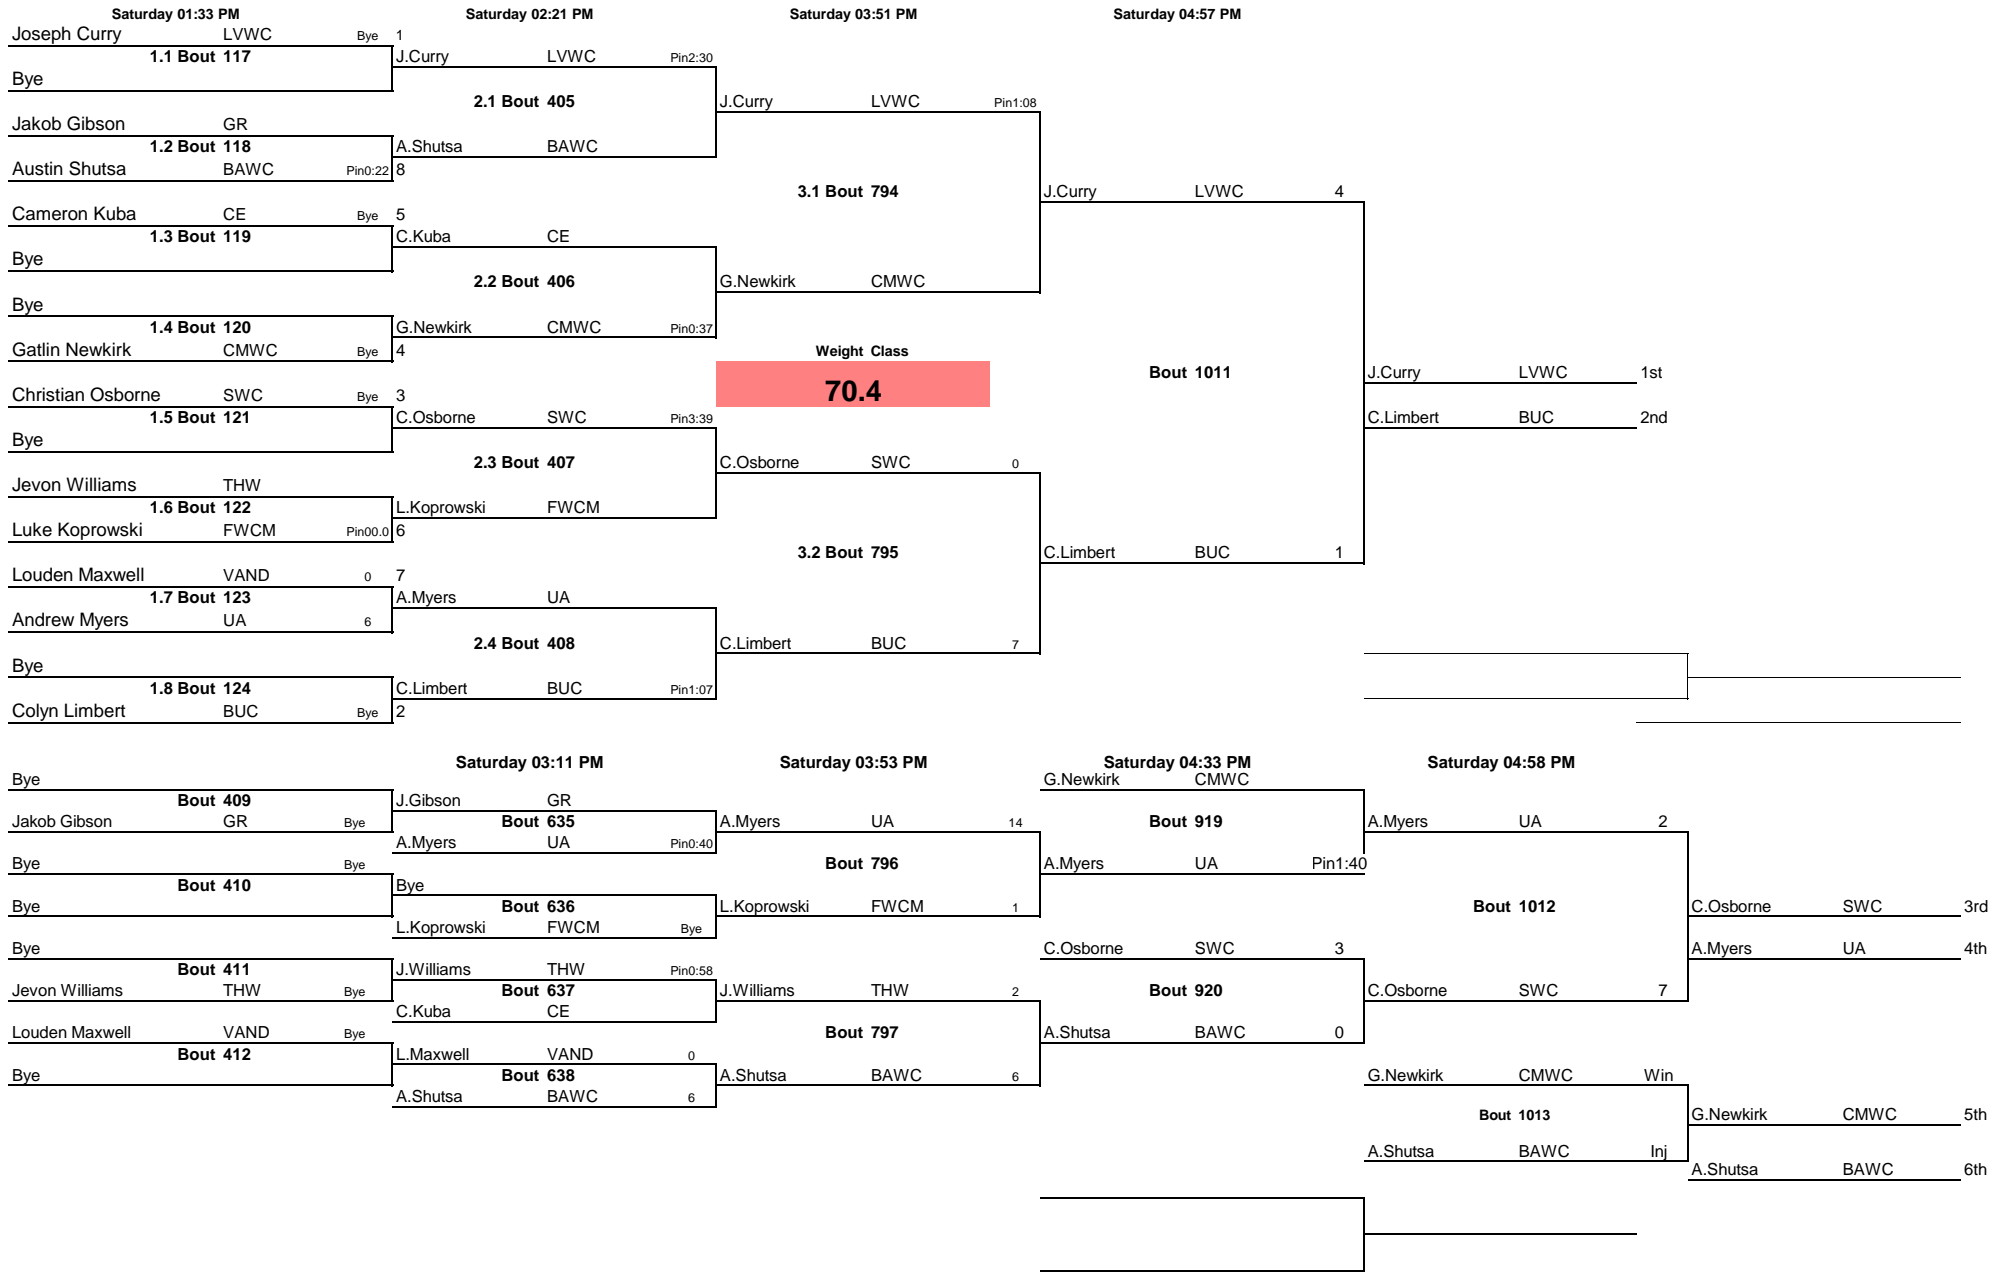 Saturday 01:33 PM Saturday 02:21 PM Saturday 03:51 PM Saturday 04:57 PM
Joseph Curry LVWC Bye 1
1.1 Bout 117 J.Curry LVWC Pin2:30
Bye
2.1 Bout 405 J.Curry LVWC Pin1:08
Jakob Gibson GR
1.2 Bout 118 A.Shutsa BAWC
Austin Shutsa BAWC Pin0:22 8
3.1 Bout 794 J.Curry LVWC 4
Cameron Kuba CE Bye 5
1.3 Bout 119 C.Kuba CE
Bye
2.2 Bout 406 G.Newkirk CMWC
Bye
1.4 Bout 120 G.Newkirk CMWC Pin0:37
Gatlin Newkirk CMWC Bye 4 Weight Class
Bout 1011 J.Curry LVWC 1st
Christian Osborne SWC Bye 3 70.4
1.5 Bout 121 C.Osborne SWC Pin3:39 C.Limbert BUC 2nd
Bye
2.3 Bout 407 C.Osborne SWC 0
Jevon Williams THW
1.6 Bout 122 L.Koprowski FWCM
Luke Koprowski FWCM Pin00.0 6
3.2 Bout 795 C.Limbert BUC 1
Louden Maxwell VAND 0 7
1.7 Bout 123 A.Myers UA
Andrew Myers UA 6
2.4 Bout 408 C.Limbert BUC 7
Bye
1.8 Bout 124 C.Limbert BUC Pin1:07
Colyn Limbert BUC Bye 2
Saturday 03:11 PM Saturday 03:53 PM Saturday 04:33 PM Saturday 04:58 PM
Bye G.Newkirk CMWC
Bout 409 J.Gibson GR
Jakob Gibson GR Bye Bout 635 A.Myers UA 14 Bout 919 A.Myers UA 2
A.Myers UA Pin0:40
Bye Bye Bout 796 A.Myers UA Pin1:40
Bout 410 Bye
Bye Bout 636 L.Koprowski FWCM 1 Bout 1012 C.Osborne SWC 3rd
L.Koprowski FWCM Bye
Bye C.Osborne SWC 3 A.Myers UA 4th
Bout 411 J.Williams THW Pin0:58
Jevon Williams THW Bye Bout 637 J.Williams THW 2 Bout 920 C.Osborne SWC 7
C.Kuba CE
Louden Maxwell VAND Bye Bout 797 A.Shutsa BAWC 0
Bout 412 L.Maxwell VAND 0
Bye Bout 638 A.Shutsa BAWC 6 G.Newkirk CMWC Win
A.Shutsa BAWC 6
Bout 1013 G.Newkirk CMWC 5th
A.Shutsa BAWC Inj
A.Shutsa BAWC 6th